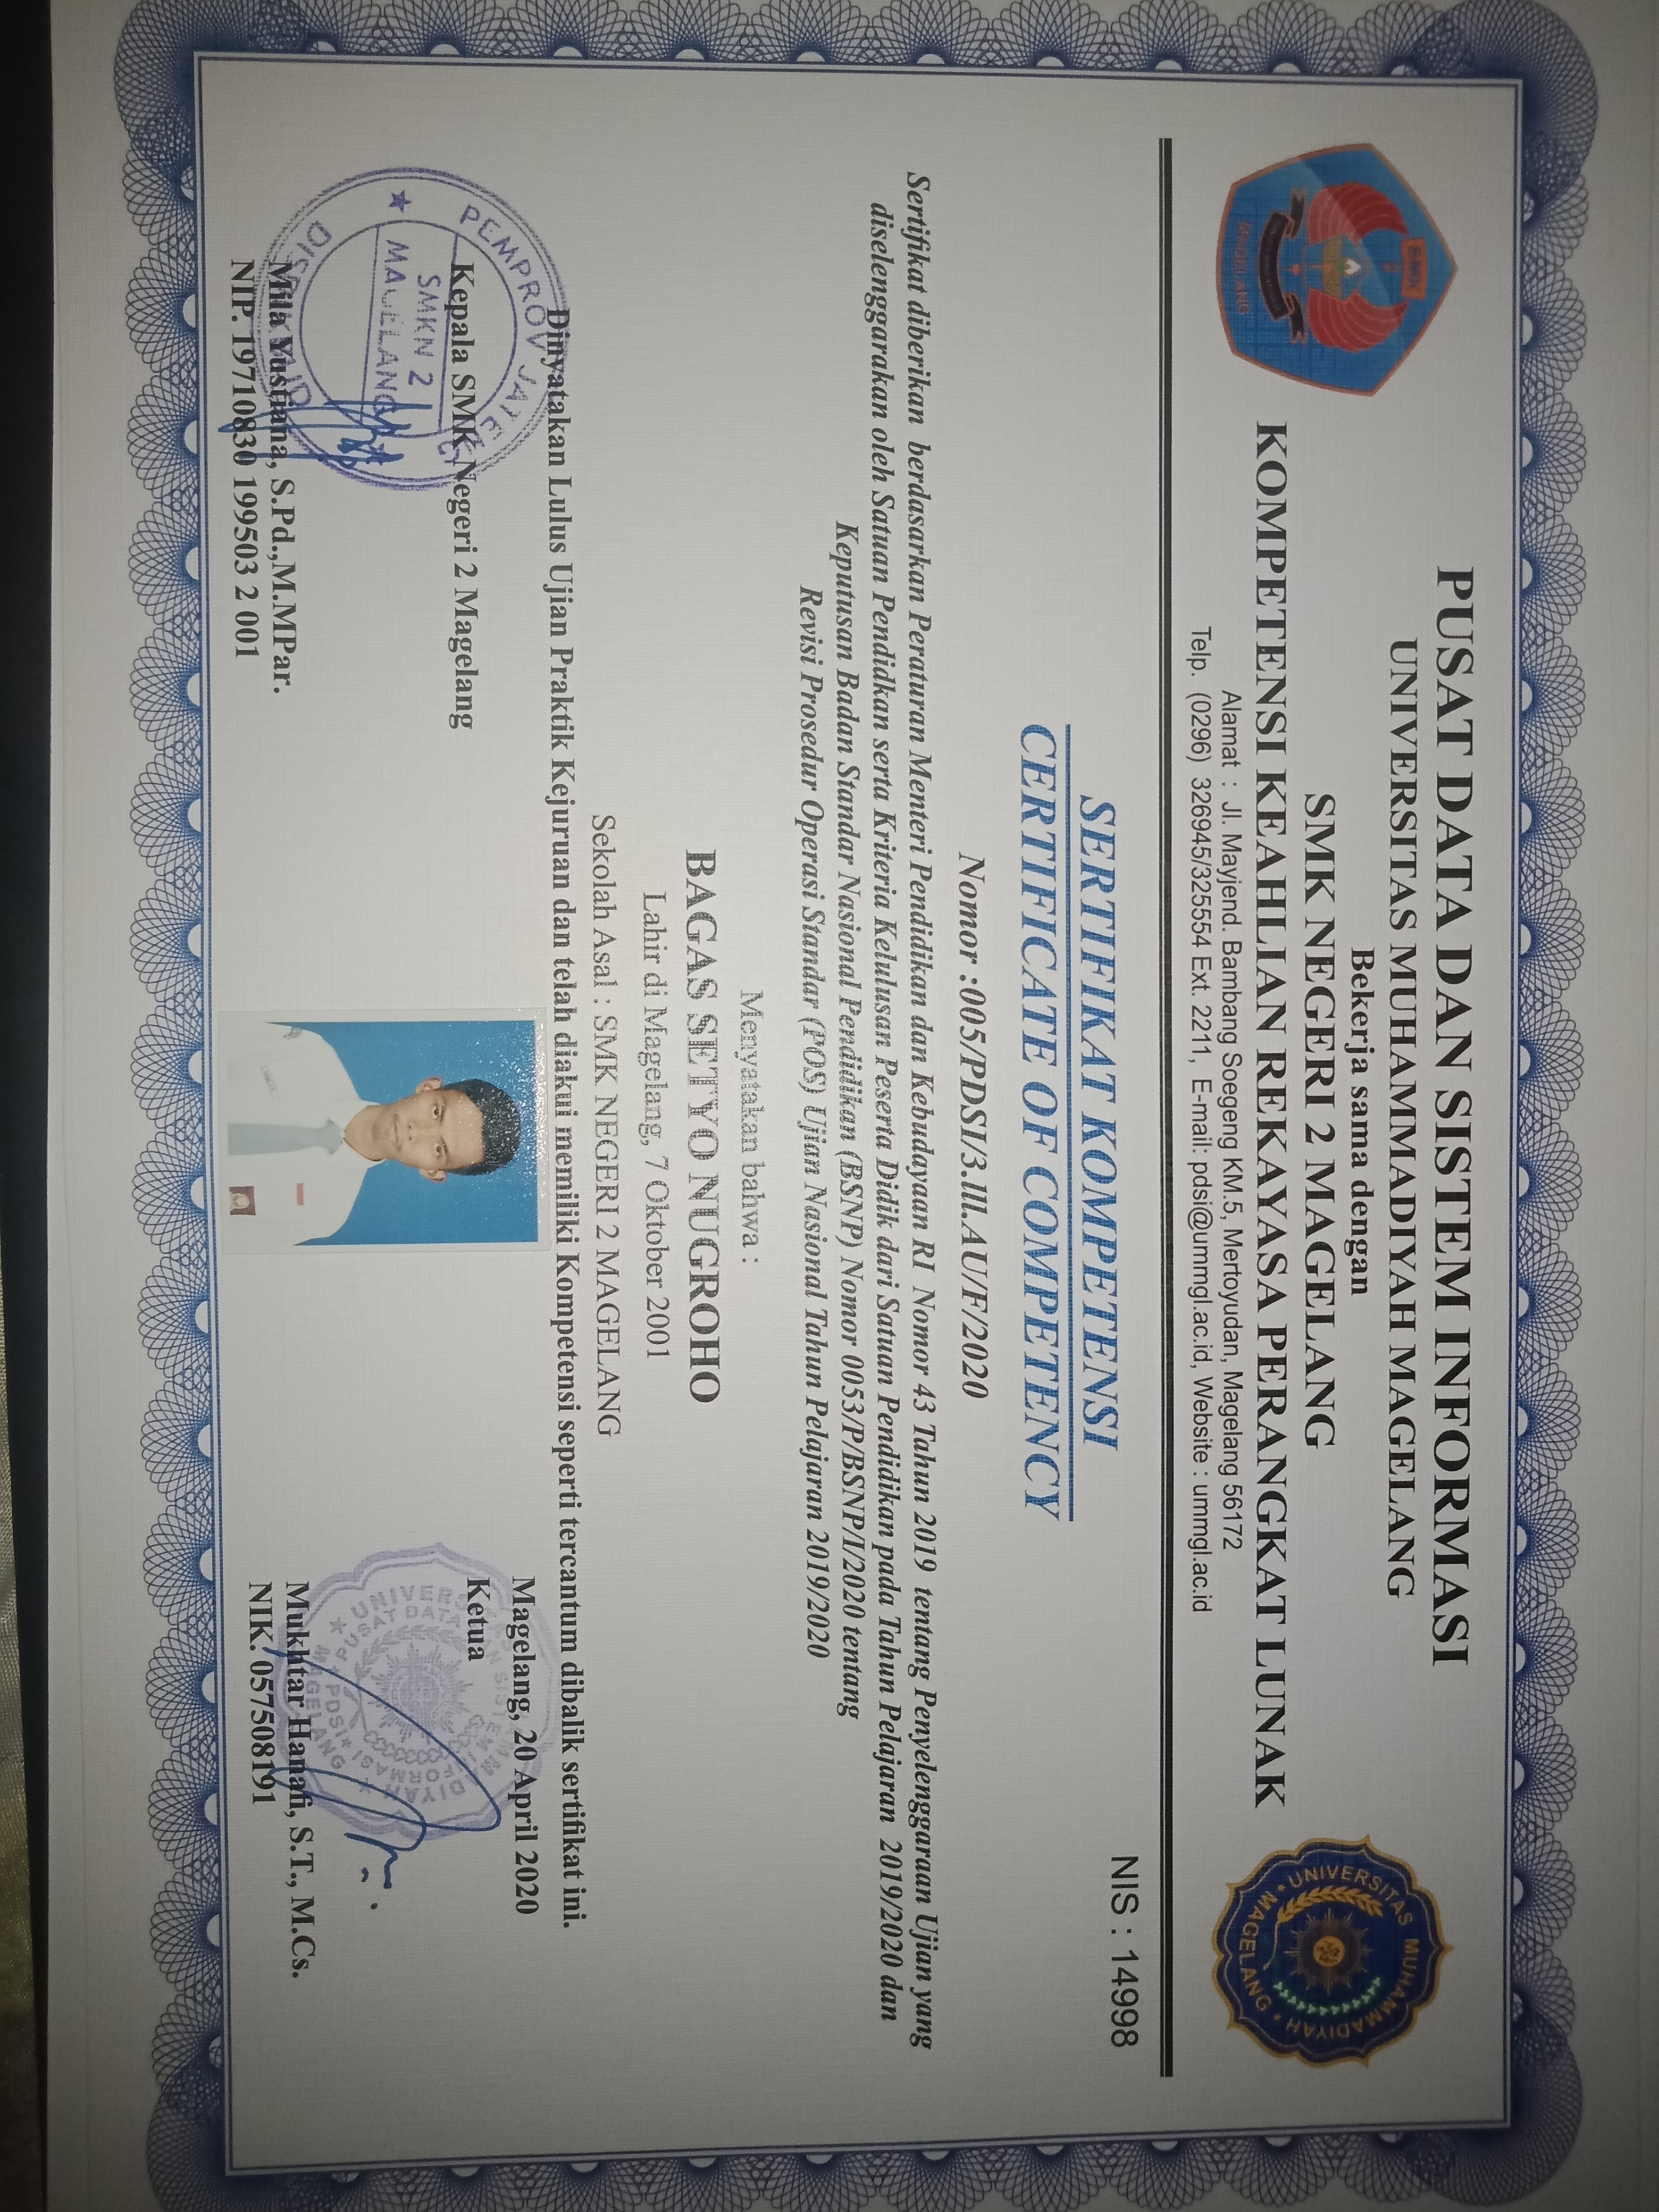 PUSAT DATA DAN SISTEM INFORMASI
UNIVERSITAS MUHAMMADIYAH MAGELANG
Bekerja sama dengan
SMK NEGERI 2 MAGELANG
KOMPETENSI KEAHLIAN REKAYASA PERANGKAT LUNAK
Alamat : Jl. Mayjend. Bambang Soegeng KM.5, Mertoyudan, Magelang 56172
Telp. (0296) 326945/325554 Ext. 2211, E-mail: pdsi@ummgl.ac.id, Website : ummgl.ac.id
SMK
2
MAGELANG
UNIVERSITAS MUHAMMADIYAH
MAGELANG
NIS : 14998
SERTIFIKAT KOMPETENSI
CERTIFICATE OF COMPETENCY
Nomor :005/PDSI/3.lll.AU/F/2020
Sertifikat diberikan berdasarkan Peraturan Menteri Pendidikan dan Kebudayaan RI Nomor 43 Tahun 2019 tentang Penyelenggaraan Ujian yang
diselenggarakan oleh Satuan Pendidkan serta Kriteria Kelulusan Peserta Didik dari Satuan Pendidikan pada Tahun Pelajaran 2019/2020 dan
Keputusan Badan Standar Nasional Pendidikan (BSNP) Nomor 0053/P/BSNP/I/2020 tentang
Revisi Prosedur Operasi Standar (POS) Ujian Nasional Tahun Pelajaran 2019/2020
Menyatakan bahwa :
BAGAS SETYO NUGROHO
Lahir di Magelang, 7 Oktober 2001
Sekolah Asal : SMK NEGERI 2 MAGELANG
Dinyatakan Lulus Ujian Praktik Kejuruan dan telah diakui memiliki Kompetensi seperti tercantum dibalik sertifikat ini.
Kepala SMK Negeri 2 Magelang
PEMPROV JATENG
SMKN 2
MAGELANG
DISDIKBUD
Mila Yustiana, S.Pd.,M.MPar.
NIP. 19710830 199503 2 001
Magelang, 20 April 2020
Ketua
UNIVERSITAS MUHAMMADIYAH
MAGELANG
PUSAT DATA DAN SISTEM INFORMASI
PDSI
Mukhtar Hanafi, S.T., M.Cs.
NIK. 057508191